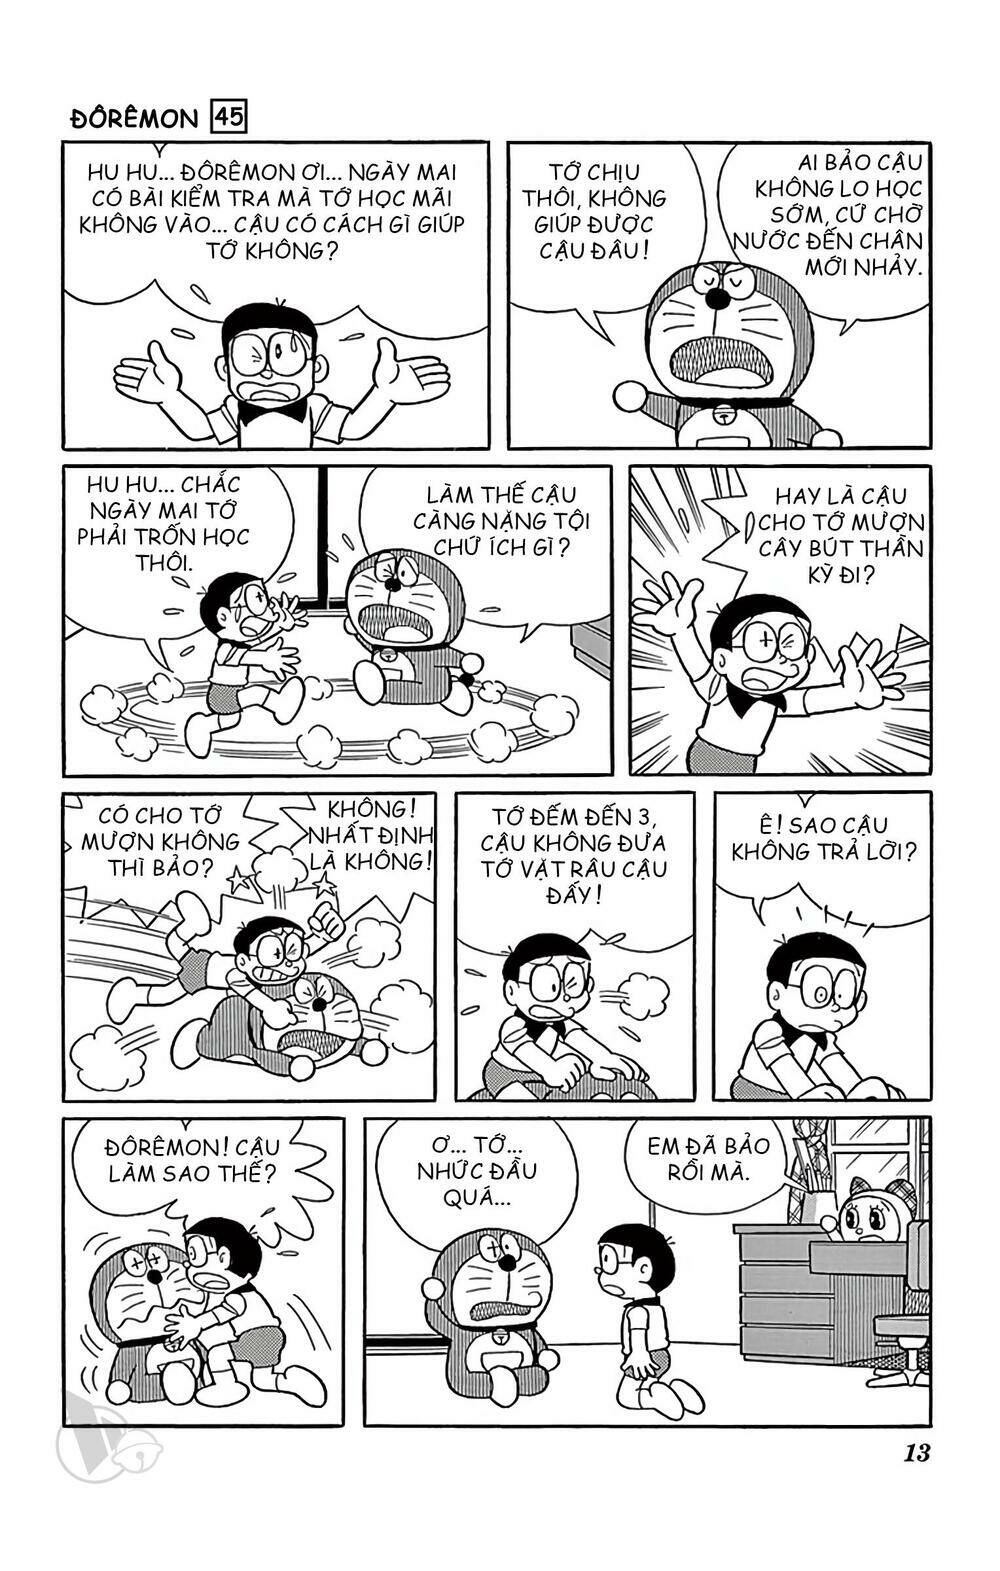 ĐÔRÊMON 45
HU HU... ĐÔRÊMON ƠI... NGÀY MAI
CÓ BÀI KIỂM TRA MÀ TỚ HỌC MÃI
KHÔNG VÀO... CẬU CÓ CÁCH GÌ GIÚP
TỚ KHÔNG?
TỚ CHỊU
THÔI, KHÔNG
GIÚP ĐƯỢC
CẬU ĐÂU!
AI BẢO CẬU
KHÔNG LO HỌC
SỚM, CỨ CHỜ
NƯỚC ĐẾN CHÂN
MỚI NHẢY.
HU HU... CHẮC
NGÀY MAI TỚ
PHẢI TRỐN HỌC
THÔI.
LÀM THẾ CẬU
CÀNG NẶNG TỘI
CHỨ ÍCH GÌ?
HAY LÀ CẬU
CHO TỚ MƯỢN
CÂY BÚT THẦN
KỲ ĐI?
CÓ CHO TỚ
MƯỢN KHÔNG
THÌ BẢO?
KHÔNG!
NHẤT ĐỊNH
LÀ KHÔNG!
TỚ ĐẾM ĐẾN 3,
CẬU KHÔNG ĐƯA
TỚ VẶT RÂU CẬU
ĐẤY!
Ê! SAO CẬU
KHÔNG TRẢ LỜI?
ĐÔRÊMON! CẬU
LÀM SAO THẾ?
Ơ... TỚ...
NHỨC ĐẦU
QUÁ...
EM ĐÃ BẢO
RỒI MÀ.
13